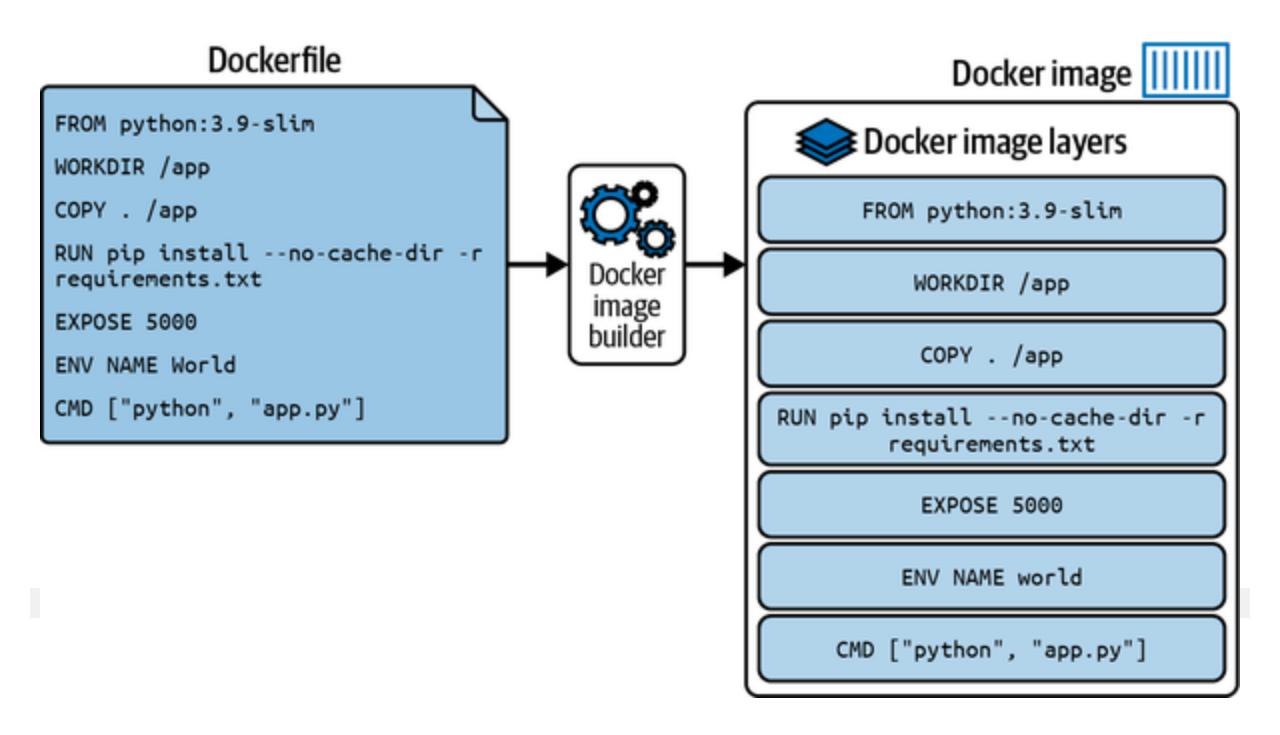 Dockerfile
FROM python:3.9-slim
WORKDIR /app
COPY . /app
RUN pip install --no-cache-dir -r
requirements.txt
EXPOSE 5000
ENV NAME World
CMD ["python", "app.py"]
Docker
image
builder
Docker image
Docker image layers
FROM python:3.9-slim
WORKDIR /app
COPY . /app
RUN pip install --no-cache-dir -r
requirements.txt
EXPOSE 5000
ENV NAME world
CMD ["python", "app.py"]